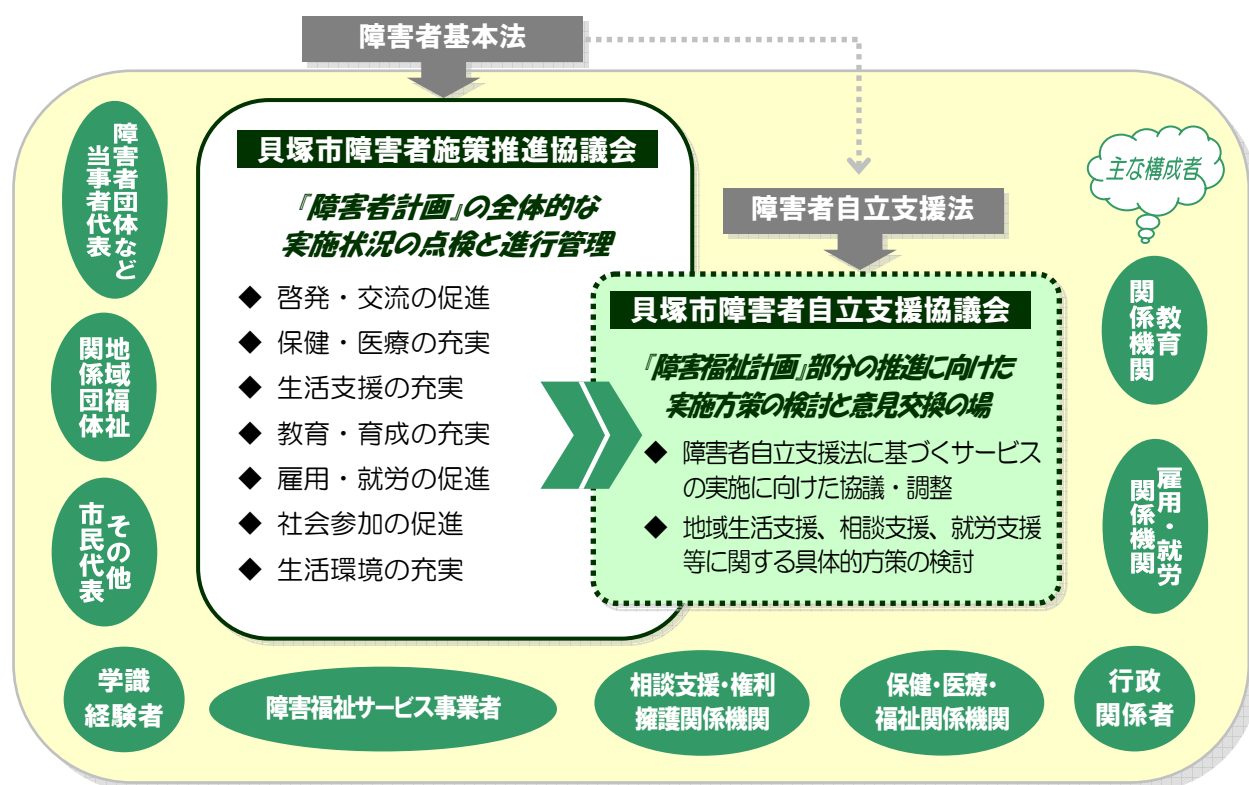 障害者基本法
貝塚市障害者施策推進協議会
『障害者計画』の全体的な
実施状況の点検と進行管理
◆ 啓発・交流の促進
◆ 保健・医療の充実
◆ 生活支援の充実
◆ 教育・育成の充実
◆ 雇用・就労の促進
◆ 社会参加の促進
◆ 生活環境の充実
障害者自立支援法
貝塚市障害者自立支援協議会
『障害福祉計画』部分の推進に向けた
実施方策の検討と意見交換の場
◆ 障害者自立支援法に基づくサービス
の実施に向けた協議・調整
◆ 地域生活支援、相談支援、就労支援
等に関する具体的方策の検討
主な構成者
障害者団体など
当事者代表
地域福祉
関係団体
その他
市民代表
学識
経験者
障害福祉サービス事業者
相談支援・権利
擁護関係機関
保健・医療・
福祉関係機関
行政
関係者
教育
関係機関
雇用・就労
関係機関